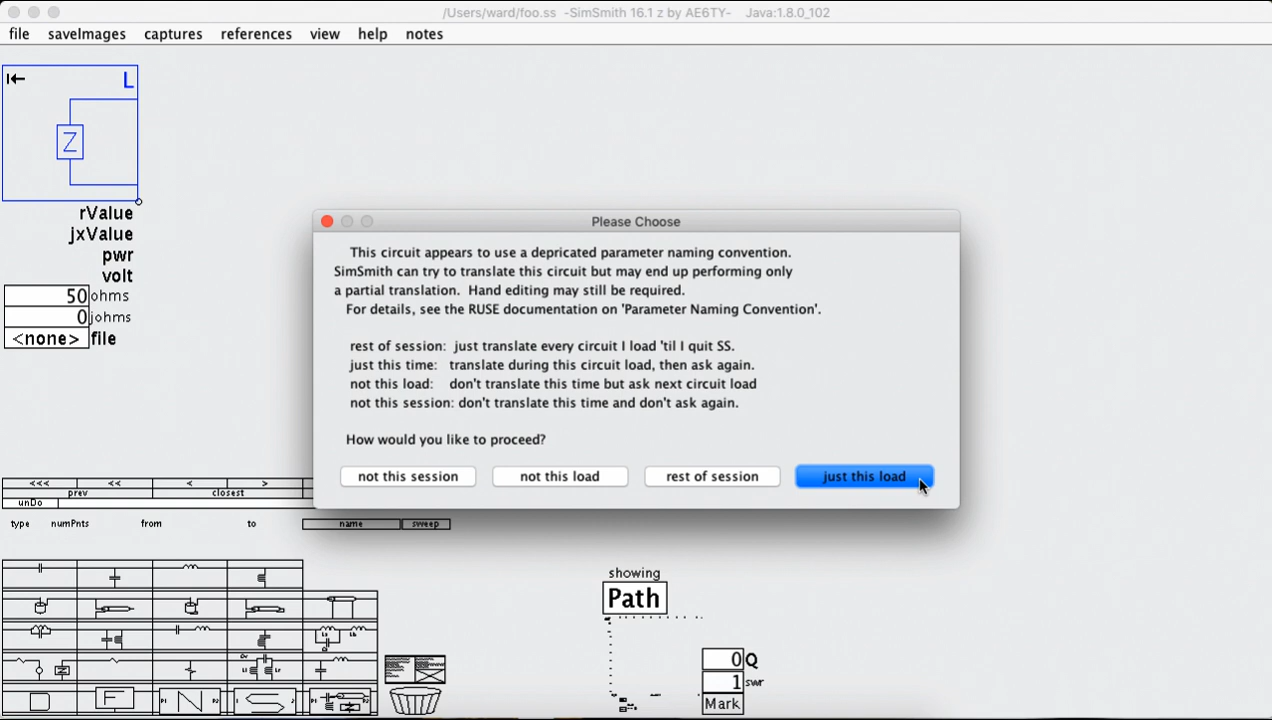 /Users/ward/foo.ss -SimSmith 16.1 z by AE6TY- Java:1.8.0_102
file saveImages captures references view help notes
L
Z
rValue
jxValue
pwr
volt
50 ohms
0 johms
<none> file
Please Choose
This circuit appears to use a depricated parameter naming convention.
SimSmith can try to translate this circuit but may end up performing only
a partial translation. Hand editing may still be required.
For details, see the RUSE documentation on 'Parameter Naming Convention'.
rest of session: just translate every circuit I load 'til I quit SS.
just this time: translate during this circuit load, then ask again.
not this load: don't translate this time but ask next circuit load
not this session: don't translate this time and don't ask again.
How would you like to proceed?
not this session not this load rest of session just this load
<<< << < >
prev closest
unDo
type numPnts from to name sweep
showing
Path
0 Q
1 swr
Mark
Z
D F N S